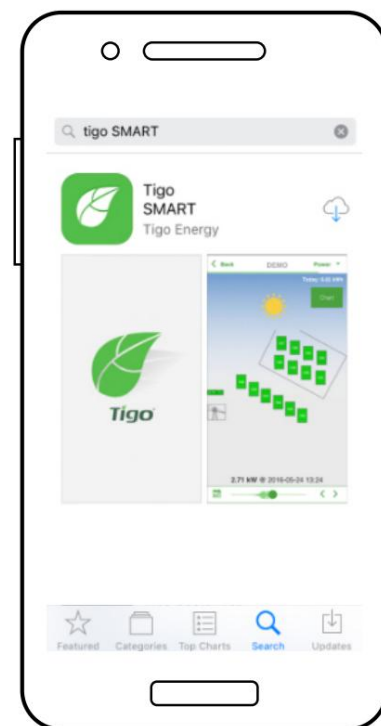 tigo SMART
Tigo
SMART
Tigo Energy
Tigo
Back DEMO Power
Chart
2.71 kW @ 2016-05-24 13:24
Featured Categories Top Charts Search Updates